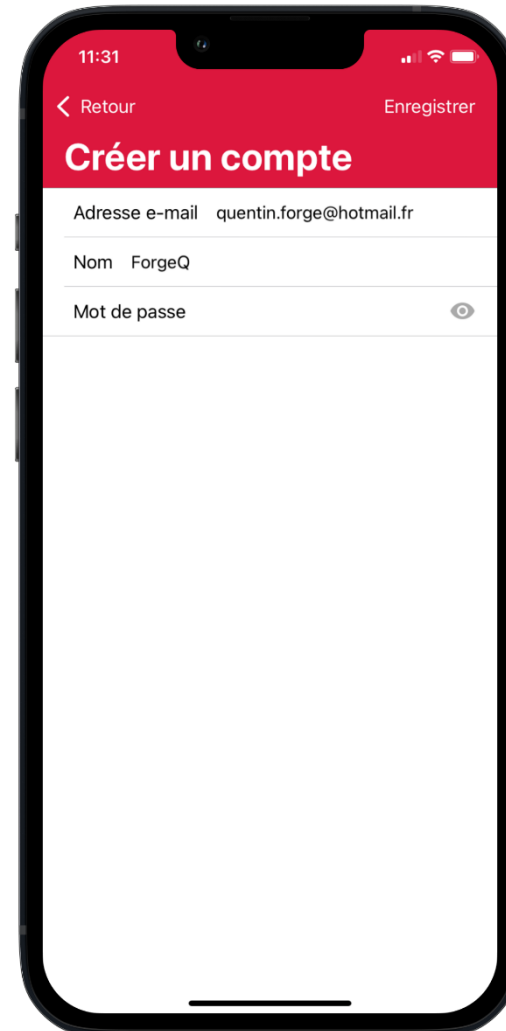 11:31
Retour Enregistrer
Créer un compte
Adresse e-mail quentin.forge@hotmail.fr
Nom ForgeQ
Mot de passe